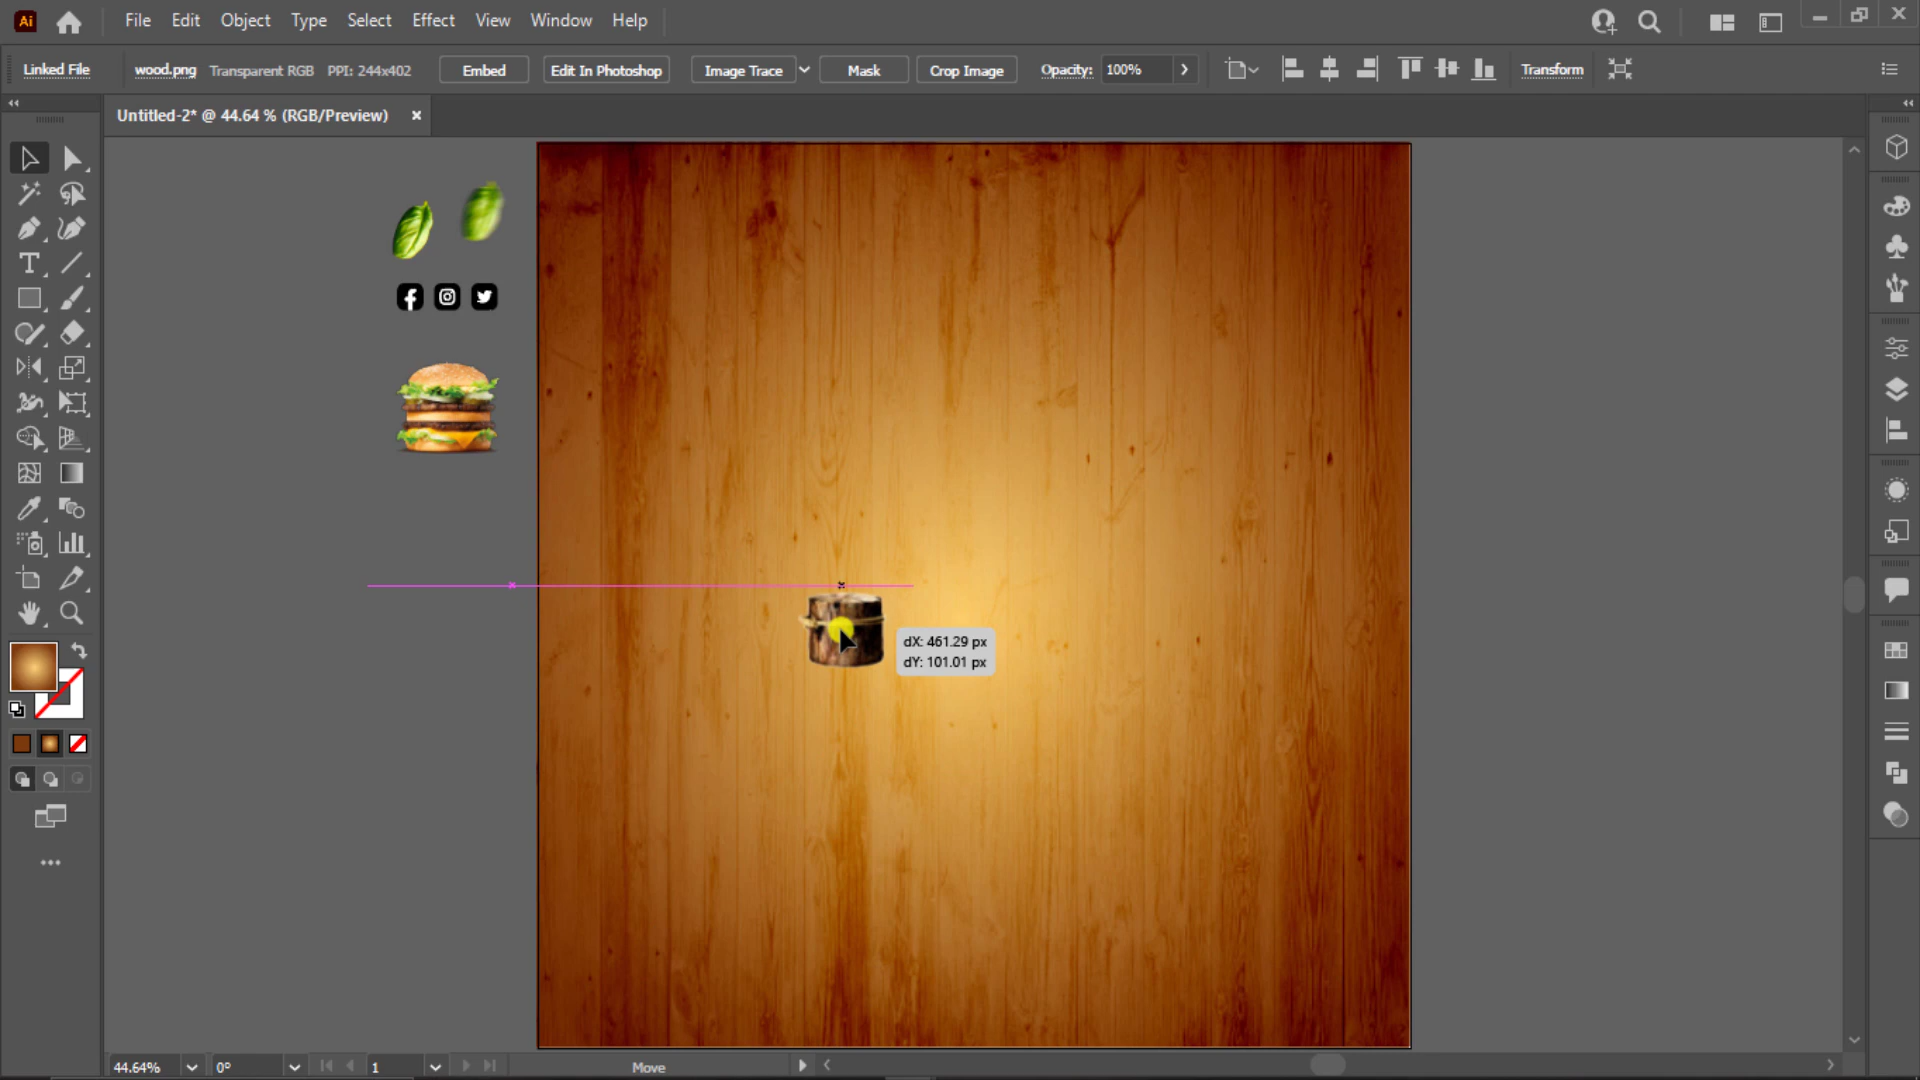 Ai File Edit Object Type Select Effect View Window Help
Linked File wood.png Transparent RGB PPI: 244x402 Embed Edit In Photoshop Image Trace Mask Crop Image Opacity: 100% Transform
Untitled-2* @ 44.64 % (RGB/Preview)
dX: 461.29 px
dY: 101.01 px
44.64% 0° 1 Move